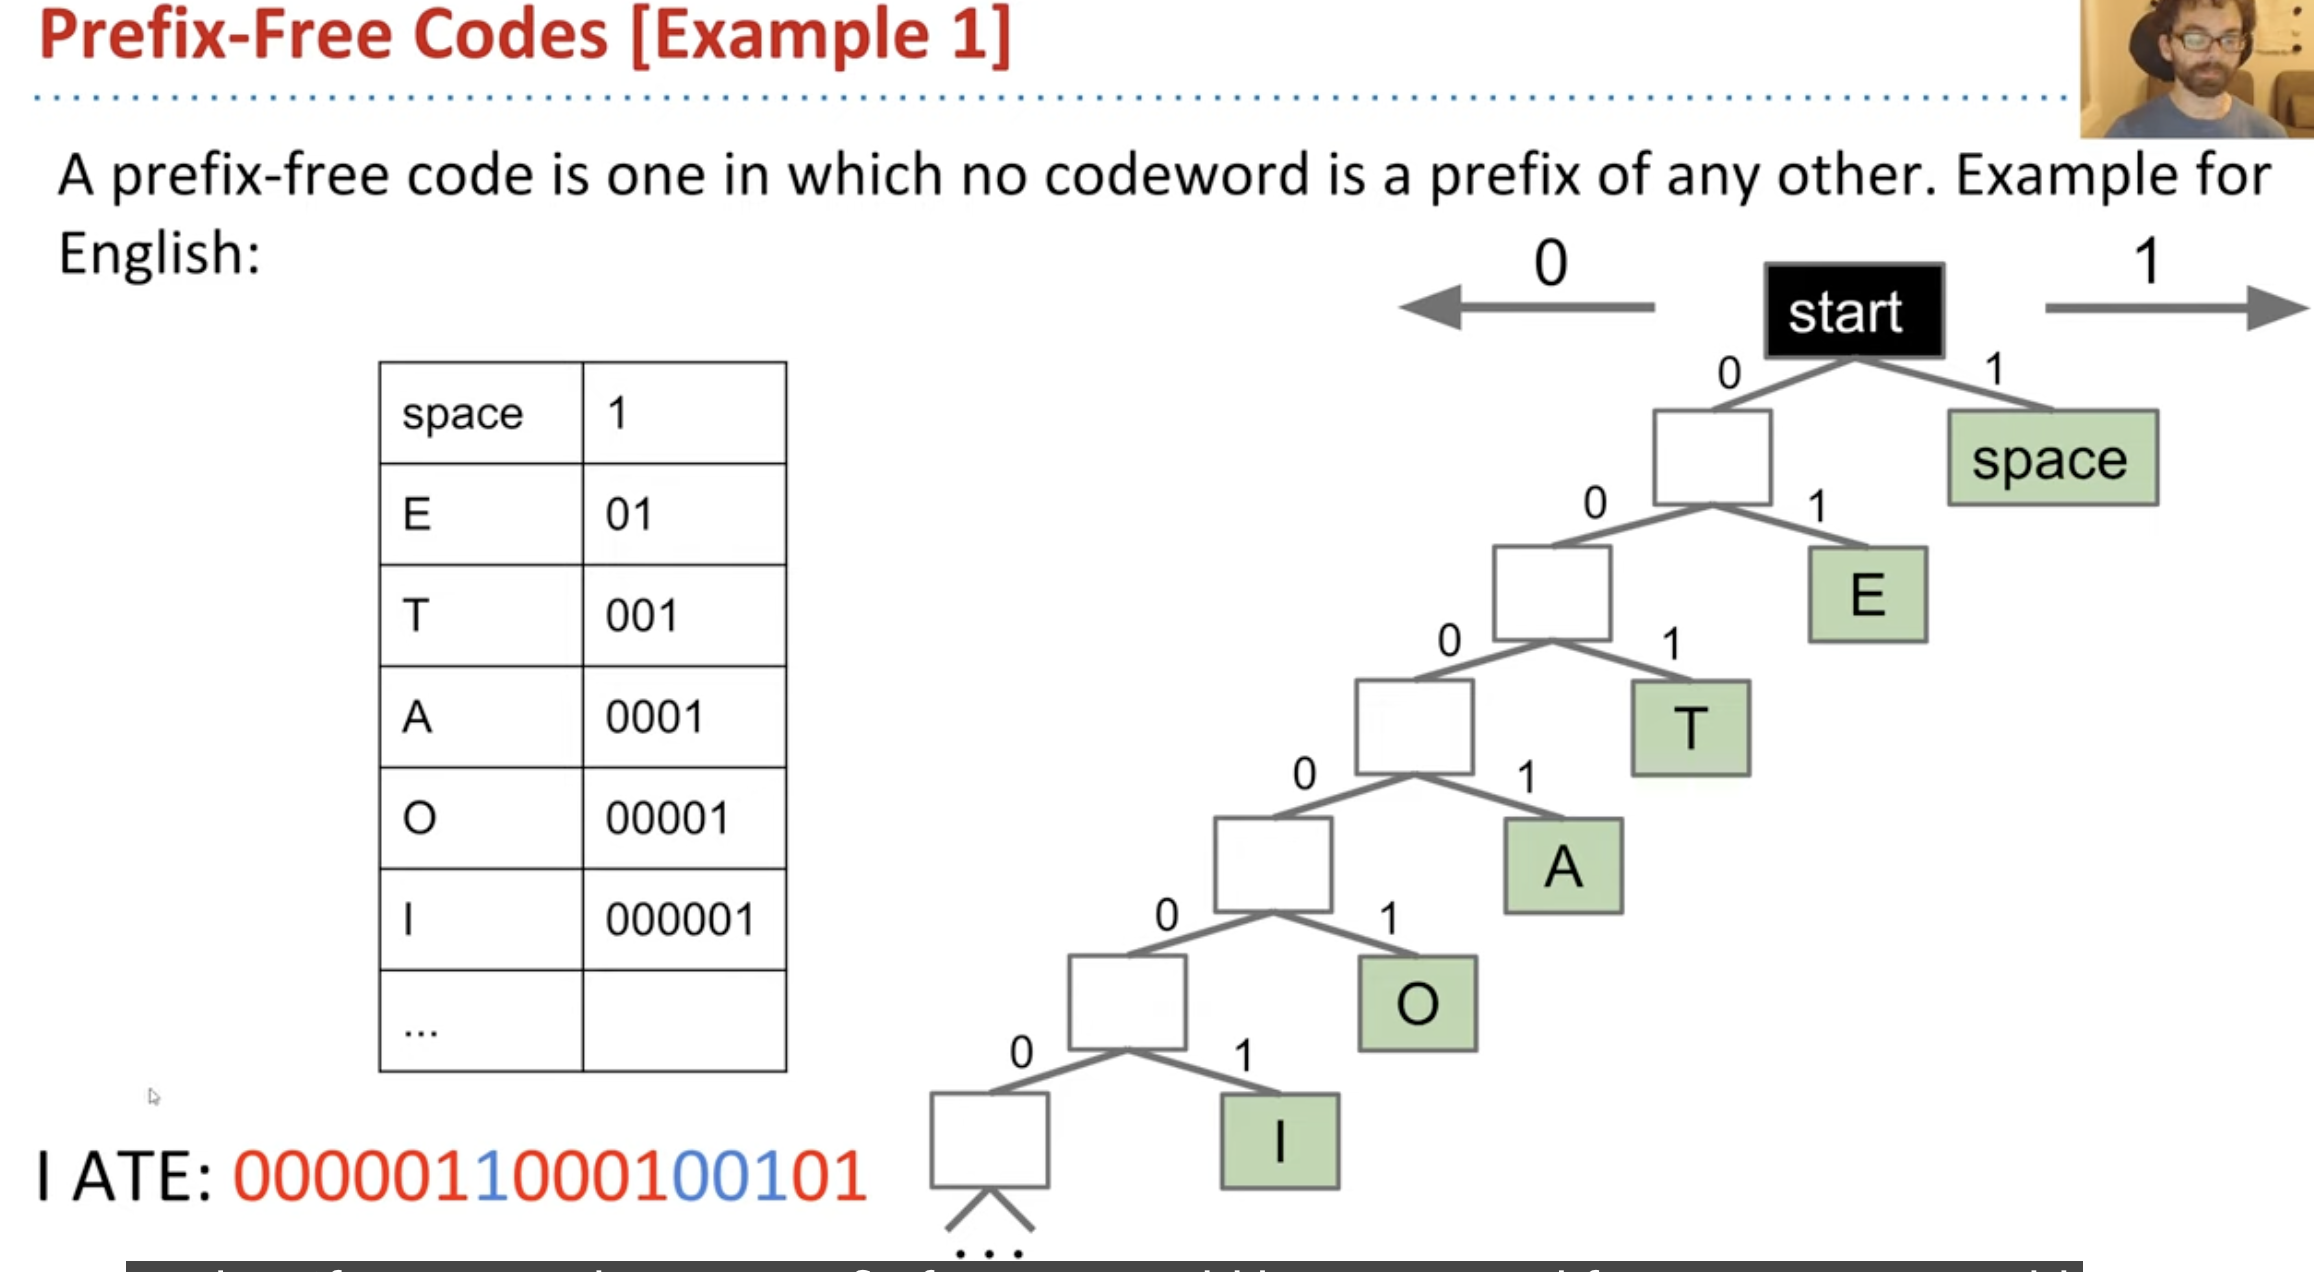 Prefix-Free Codes [Example 1]
A prefix-free code is one in which no codeword is a prefix of any other. Example for
English:
0
start
1
space 1
E 01
T 001
A 0001
O 00001
I 000001
...
0 1
space
0 1
E
0 1
T
0 1
A
0 1
O
0 1
I
...
I ATE: 0000011000100101